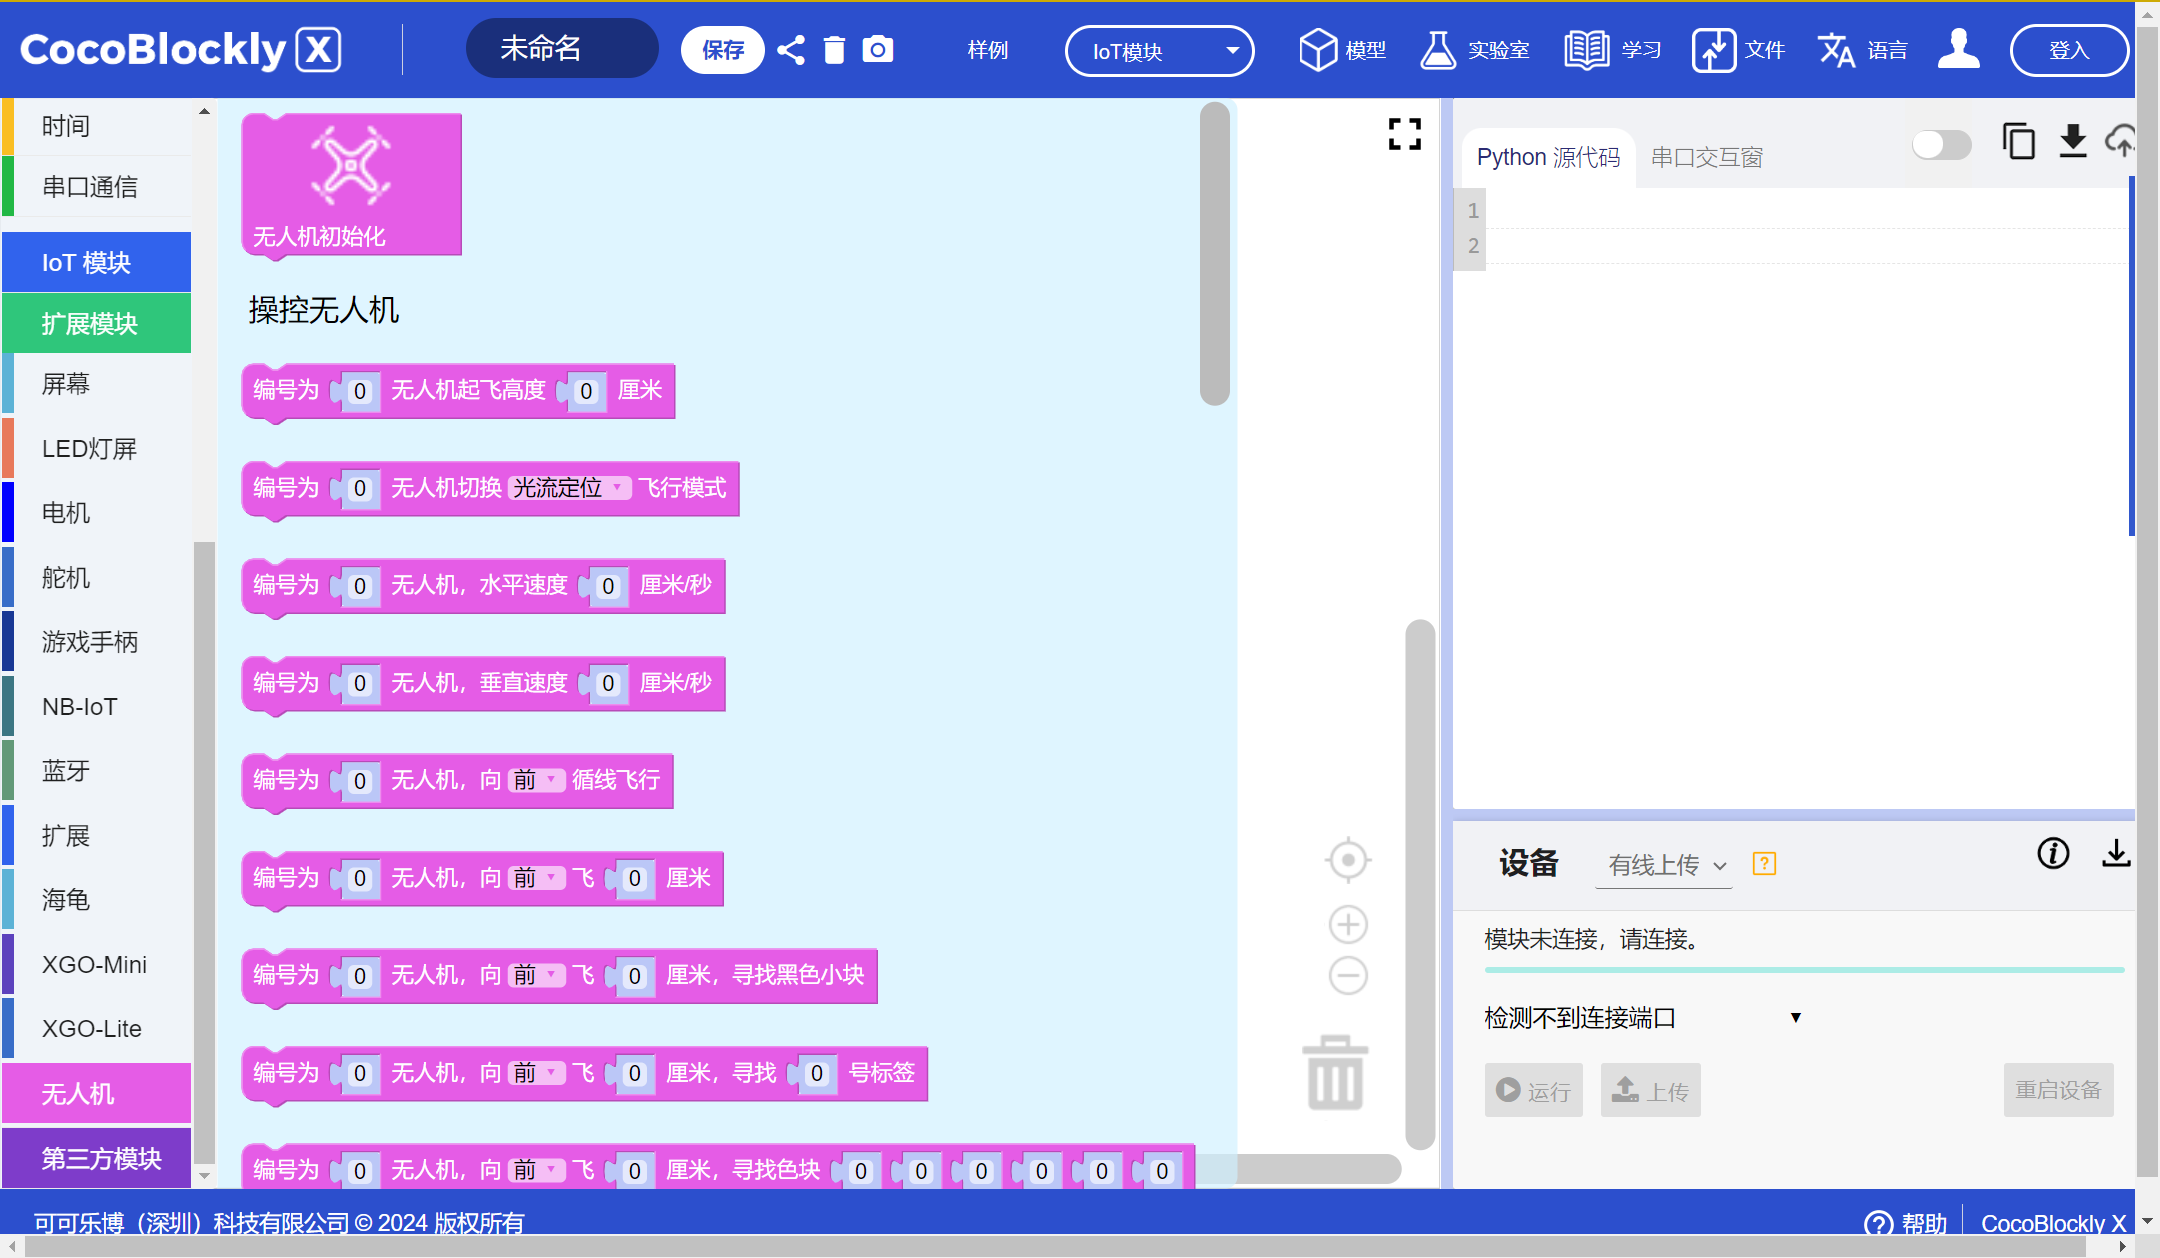 CocoBlockly X
未命名
保存
样例
IoT模块
模型
实验室
学习
文件
语言
登入
时间
串口通信
IoT 模块
扩展模块
屏幕
LED灯屏
电机
舵机
游戏手柄
NB-IoT
蓝牙
扩展
海龟
XGO-Mini
XGO-Lite
无人机
第三方模块
无人机初始化
操控无人机
编号为 0 无人机起飞高度 0 厘米
编号为 0 无人机切换 光流定位 飞行模式
编号为 0 无人机，水平速度 0 厘米/秒
编号为 0 无人机，垂直速度 0 厘米/秒
编号为 0 无人机，向 前 循线飞行
编号为 0 无人机，向 前 飞 0 厘米
编号为 0 无人机，向 前 飞 0 厘米，寻找黑色小块
编号为 0 无人机，向 前 飞 0 厘米，寻找 0 号标签
编号为 0 无人机，向 前 飞 0 厘米，寻找色块 0 0 0 0 0 0
Python 源代码
串口交互窗
1
2
设备
有线上传
?
模块未连接，请连接。
检测不到连接端口
运行
上传
重启设备
可可乐博（深圳）科技有限公司 © 2024 版权所有
帮助
CocoBlockly X